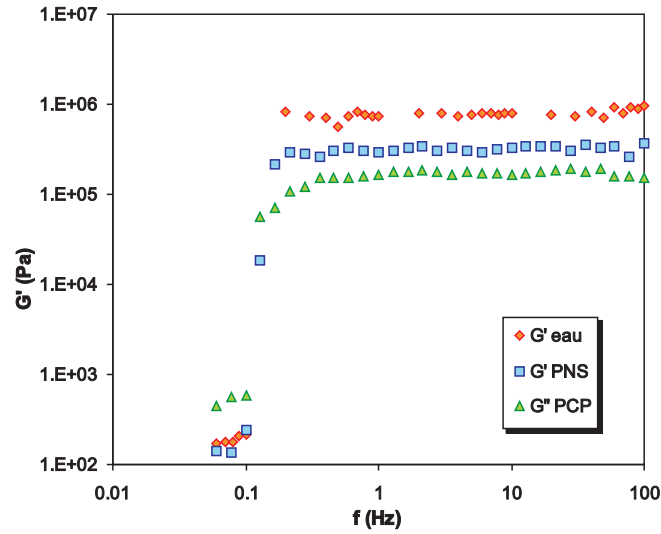 1.E+07
1.E+06
1.E+05
1.E+04
1.E+03
1.E+02
G' (Pa)
G' eau
G' PNS
G" PCP
0.01 0.1 1 10 100
f (Hz)